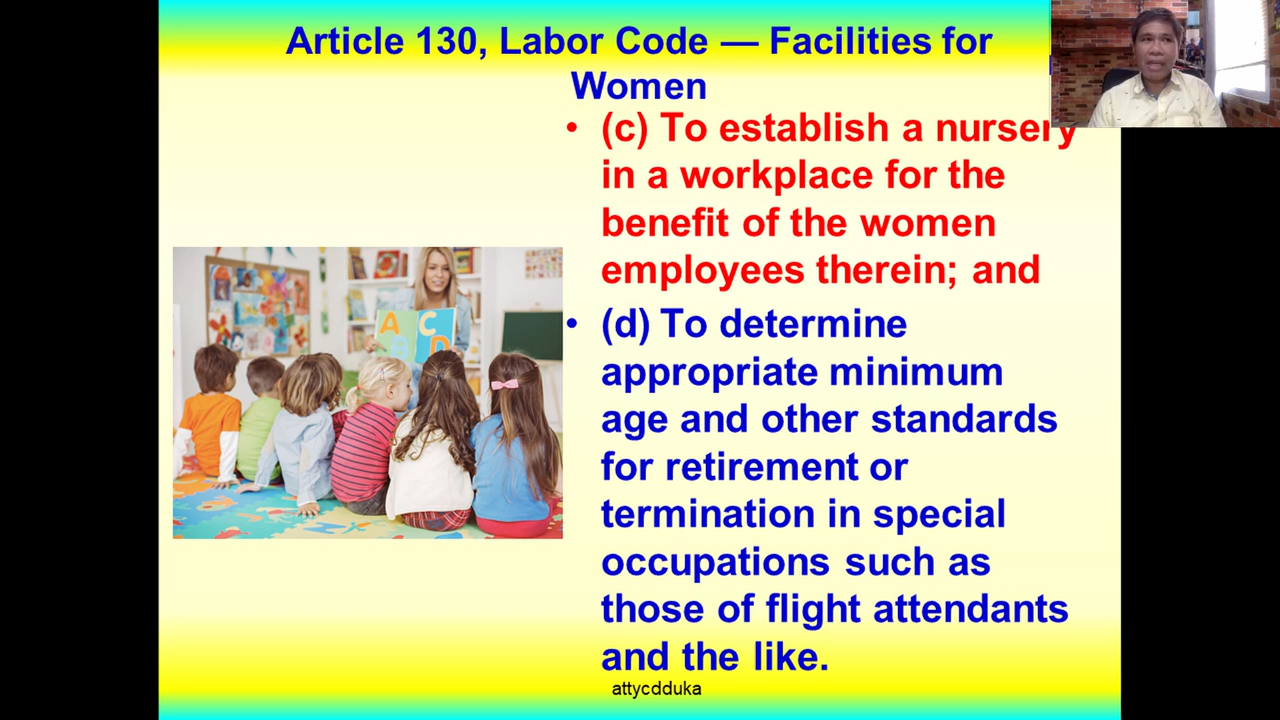 Article 130, Labor Code — Facilities for
Women
• (c) To establish a nursery
in a workplace for the
benefit of the women
employees therein; and
• (d) To determine
appropriate minimum
age and other standards
for retirement or
termination in special
occupations such as
those of flight attendants
and the like.
A C
D
attycdduka